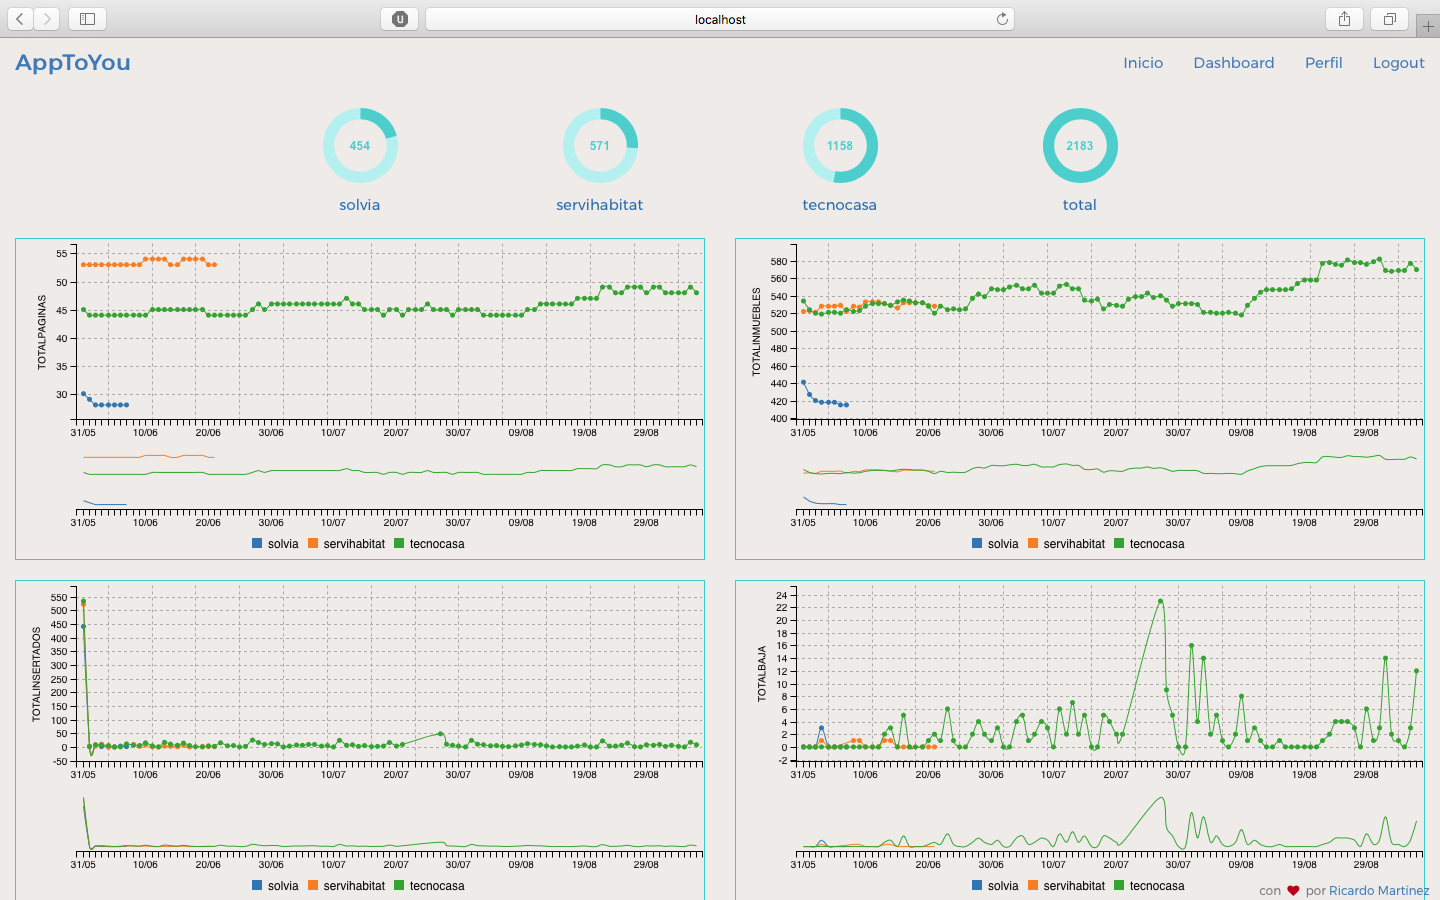 localhost
AppToYou
Inicio Dashboard Perfil Logout
454 571 1158 2183
solvia servihabitat tecnocasa total
TOTALPAGINAS
55
50
45
40
35
30
31/05 10/06 20/06 30/06 10/07 20/07 30/07 09/08 19/08 29/08
31/05 10/06 20/06 30/06 10/07 20/07 30/07 09/08 19/08 29/08
solvia servihabitat tecnocasa
TOTALINMUEBLES
580
560
540
520
500
480
460
440
420
400
31/05 10/06 20/06 30/06 10/07 20/07 30/07 09/08 19/08 29/08
31/05 10/06 20/06 30/06 10/07 20/07 30/07 09/08 19/08 29/08
solvia servihabitat tecnocasa
TOTALINSERTADOS
550
500
450
400
350
300
250
200
150
100
50
0
-50
31/05 10/06 20/06 30/06 10/07 20/07 30/07 09/08 19/08 29/08
31/05 10/06 20/06 30/06 10/07 20/07 30/07 09/08 19/08 29/08
solvia servihabitat tecnocasa
TOTALBAJA
24
22
20
18
16
14
12
10
8
6
4
2
0
-2
31/05 10/06 20/06 30/06 10/07 20/07 30/07 09/08 19/08 29/08
31/05 10/06 20/06 30/06 10/07 20/07 30/07 09/08 19/08 29/08
solvia servihabitat tecnocasa
con ❤ por Ricardo Martínez